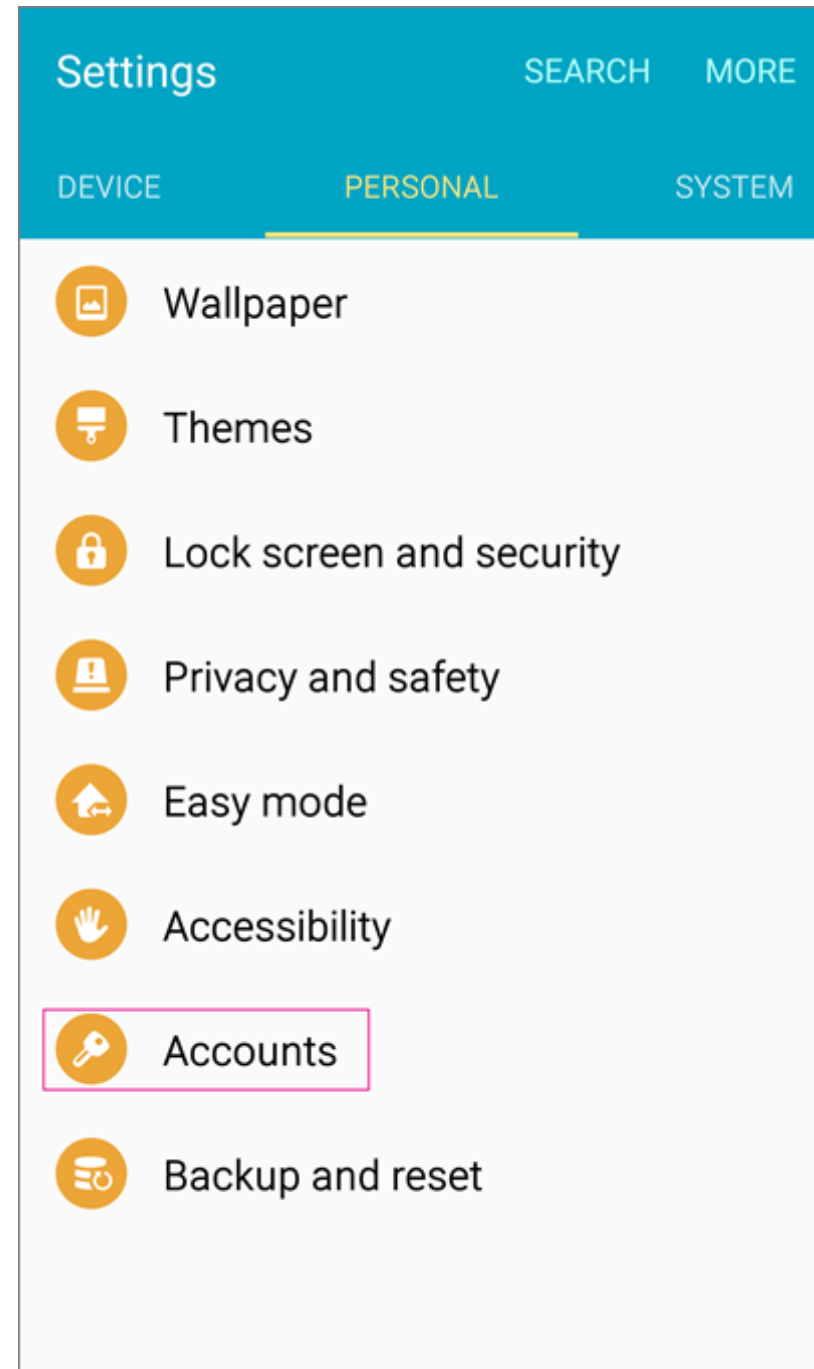 Settings SEARCH MORE
DEVICE PERSONAL SYSTEM
Wallpaper
Themes
Lock screen and security
Privacy and safety
Easy mode
Accessibility
Accounts
Backup and reset